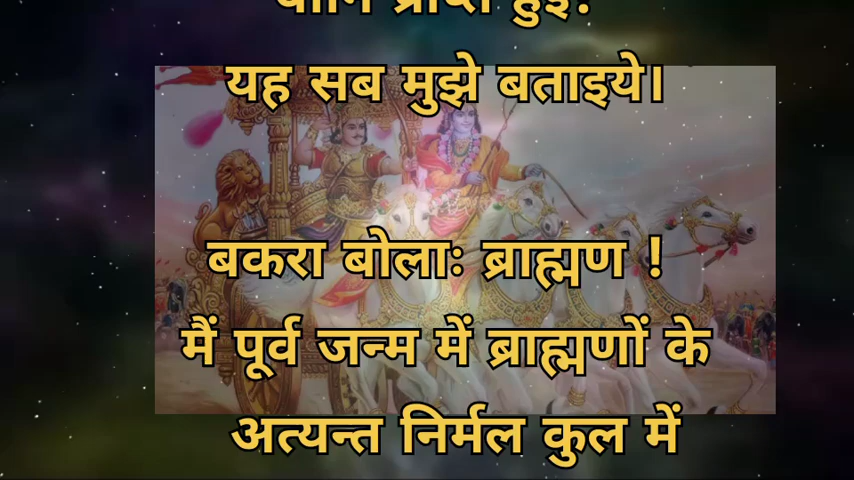 योनि प्राप्त हुई?
यह सब मुझे बताइये।
बकरा बोलाः ब्राह्मण !
मैं पूर्व जन्म में ब्राह्मणों के
अत्यन्त निर्मल कुल में